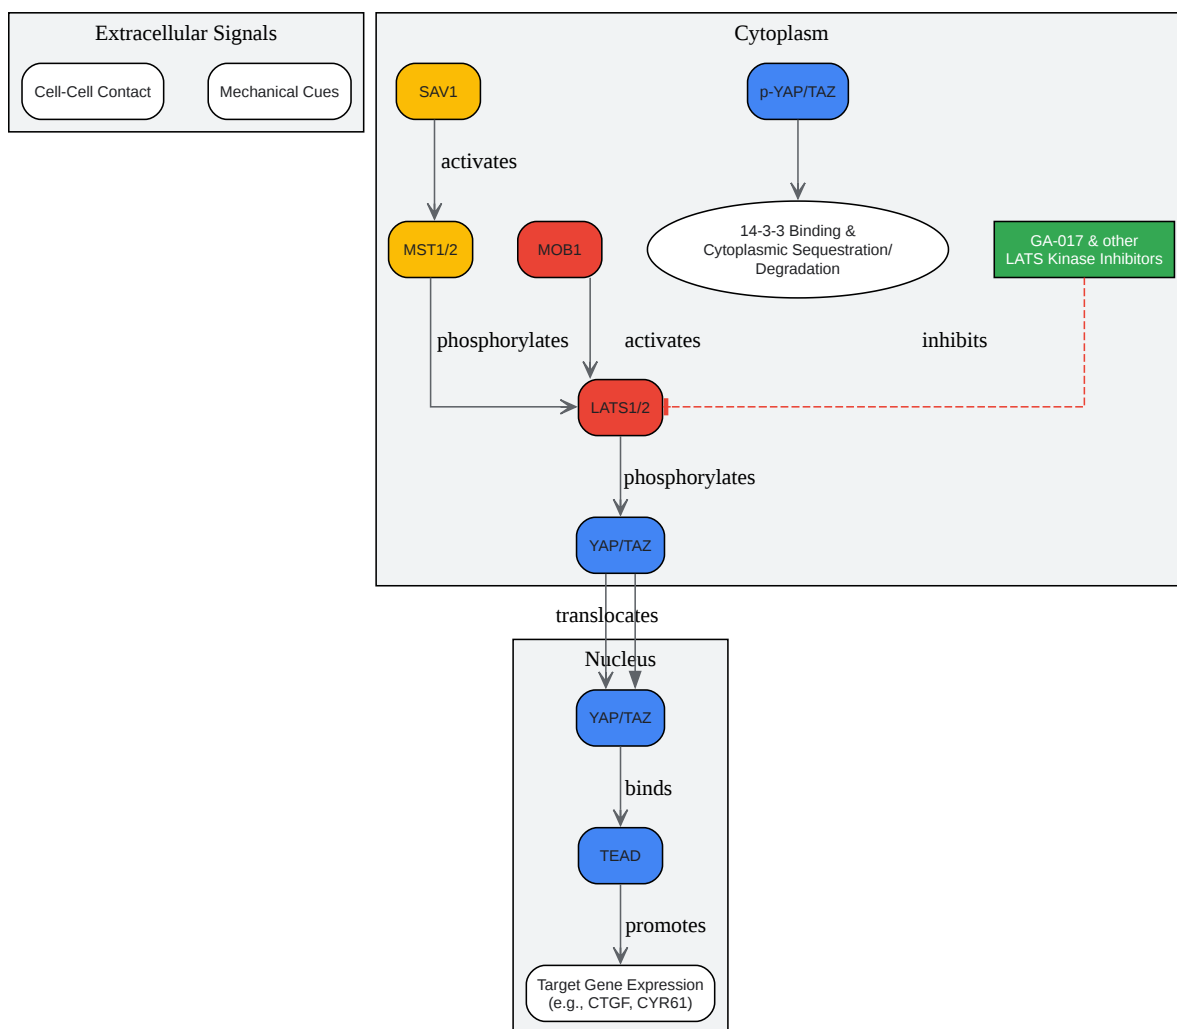 Extracellular Signals
Cell-Cell Contact
Mechanical Cues
Cytoplasm
SAV1
p-YAP/TAZ
activates
MST1/2
MOB1
14-3-3 Binding &
Cytoplasmic Sequestration/
Degradation
GA-017 & other
LATS Kinase Inhibitors
phosphorylates
activates
inhibits
LATS1/2
phosphorylates
YAP/TAZ
translocates
Nucleus
YAP/TAZ
binds
TEAD
promotes
Target Gene Expression
(e.g., CTGF, CYR61)